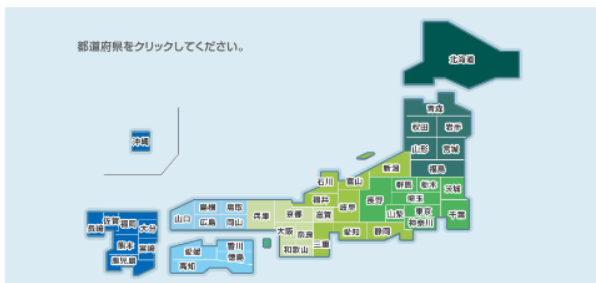 都道府県をクリックしてください。
北海道
青森
秋田 岩手
山形 宮城
福島
新潟
群馬 栃木 茨城
埼玉
長野 山梨 東京 千葉
神奈川
石川 富山
福井 岐阜
愛知 静岡
三重
京都 滋賀
兵庫
大阪 奈良
和歌山
島根 鳥取
山口 広島 岡山
愛媛 香川
高知 徳島
佐賀 福岡 大分
長崎
熊本 宮崎
鹿児島
沖縄